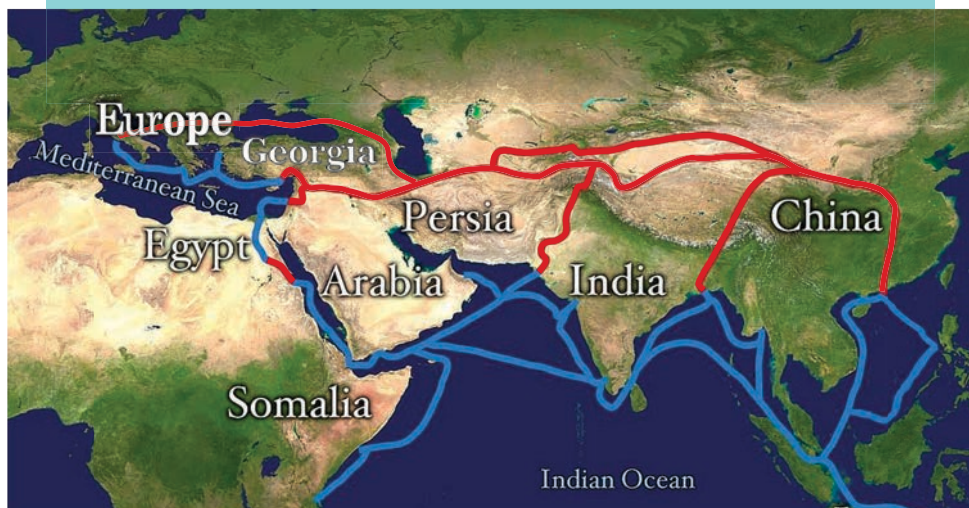 Europe
Georgia
Mediterranean Sea
Persia
China
Egypt
Arabia
India
Somalia
Indian Ocean